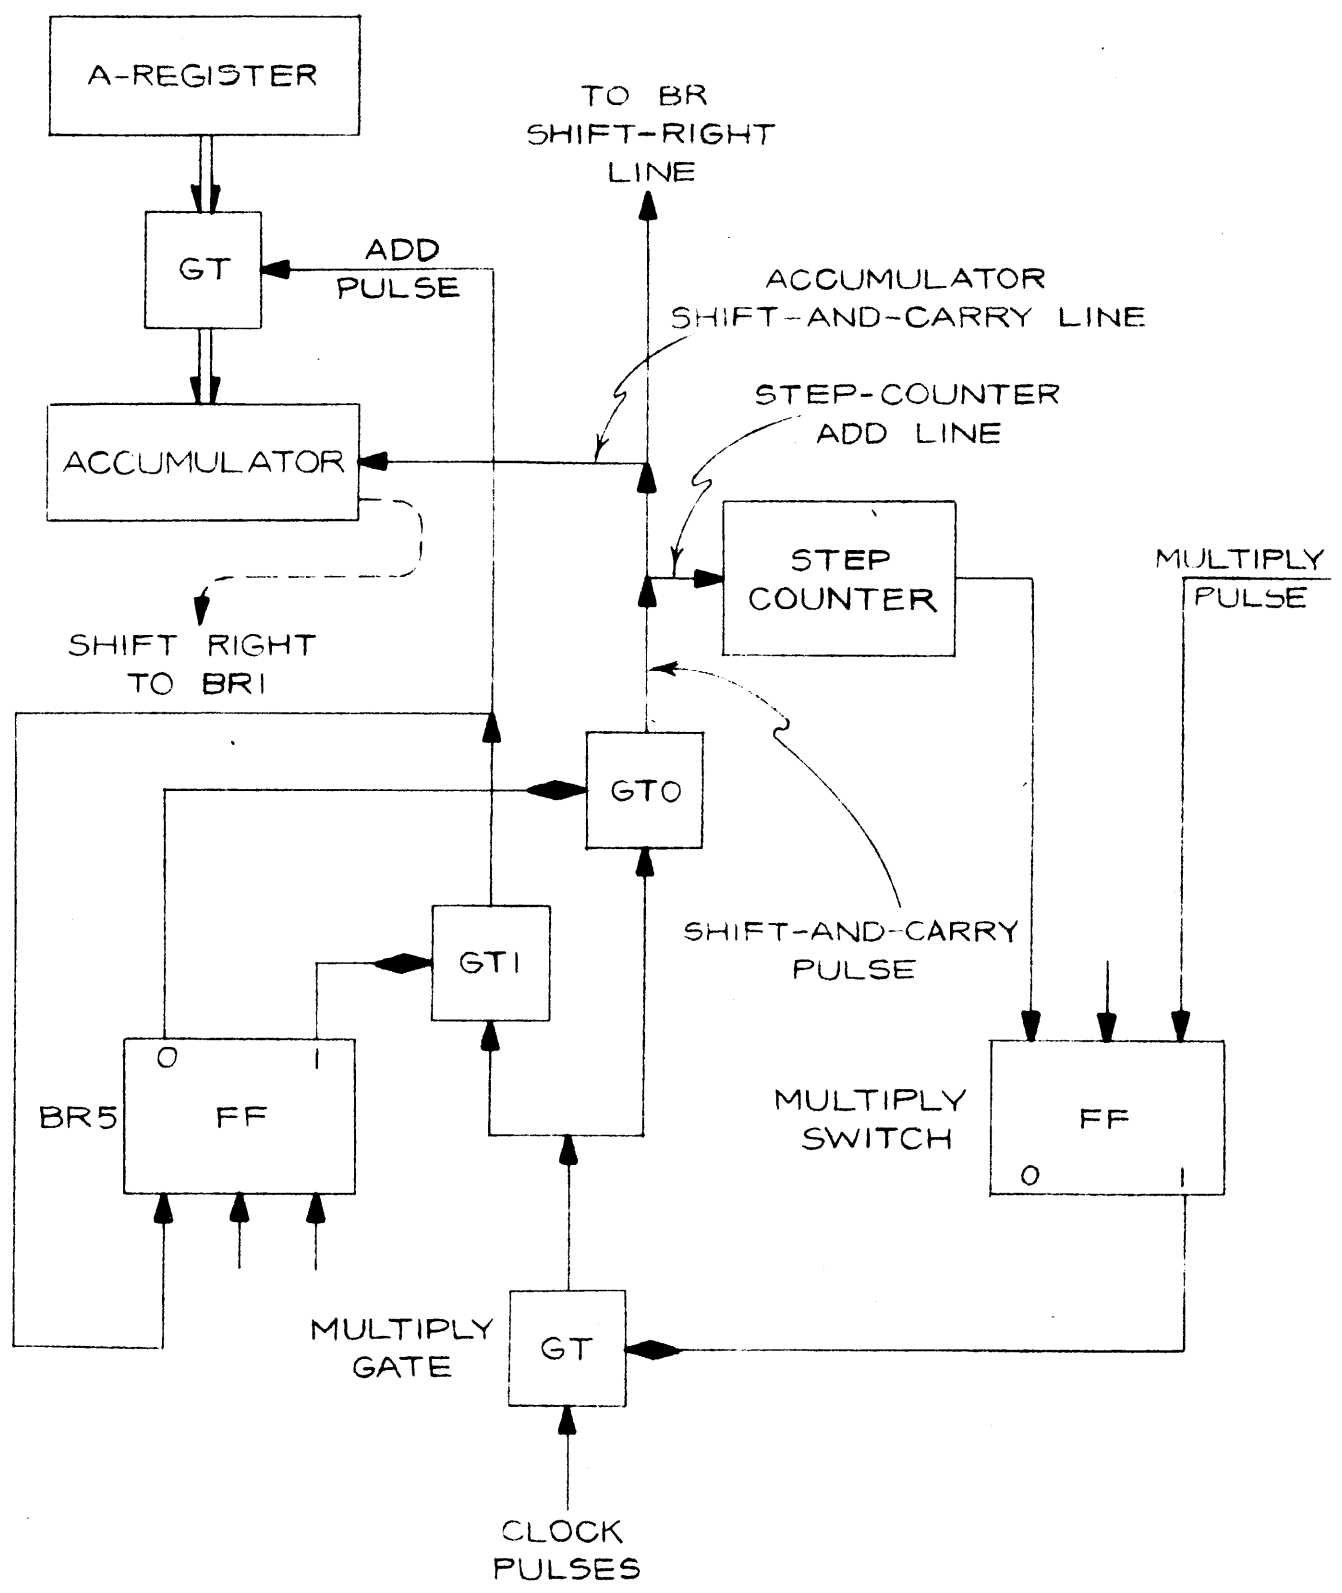 A-REGISTER
TO BR
SHIFT-RIGHT
LINE
GT
ADD
PULSE
ACCUMULATOR
SHIFT-AND-CARRY LINE
STEP-COUNTER
ADD LINE
ACCUMULATOR
STEP
COUNTER
MULTIPLY
PULSE
SHIFT RIGHT
TO BR1
GT0
GT1
SHIFT-AND-CARRY
PULSE
0 1
BR5
FF
MULTIPLY
SWITCH
FF
0 1
MULTIPLY
GATE
GT
CLOCK
PULSES